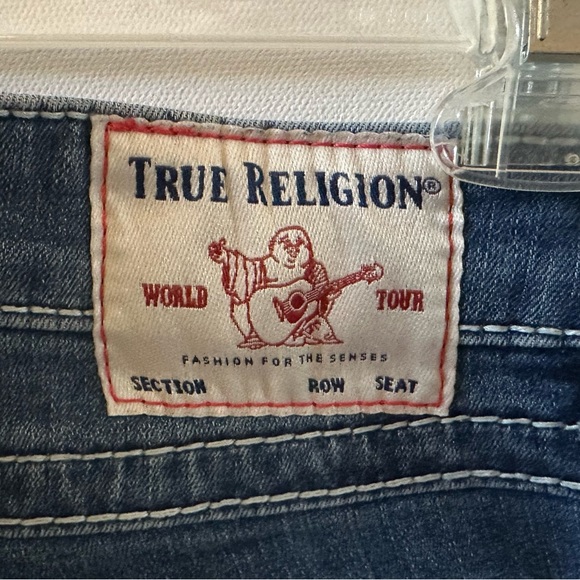 TRUE RELIGION®
WORLD TOUR
FASHION FOR THE SENSES
SECTION ROW SEAT